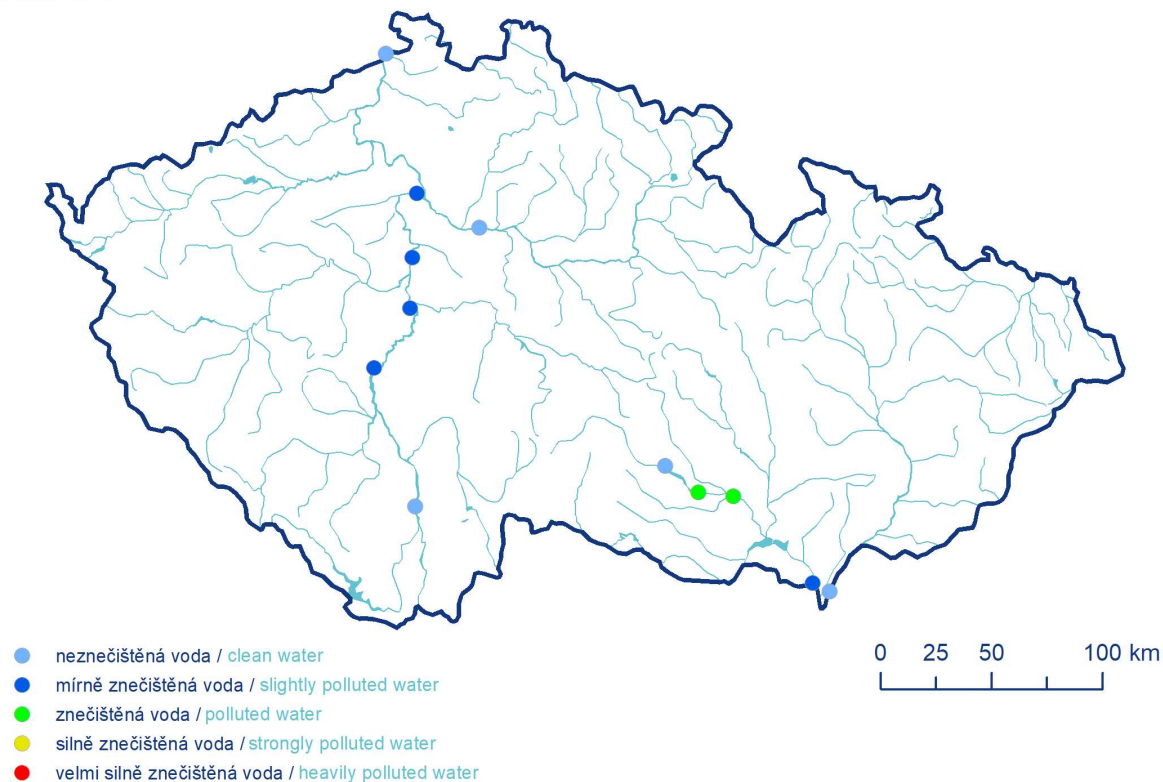 neznečištěná voda / clean water
mírně znečištěná voda / slightly polluted water
znečištěná voda / polluted water
silně znečištěná voda / strongly polluted water
velmi silně znečištěná voda / heavily polluted water
0 25 50 100 km